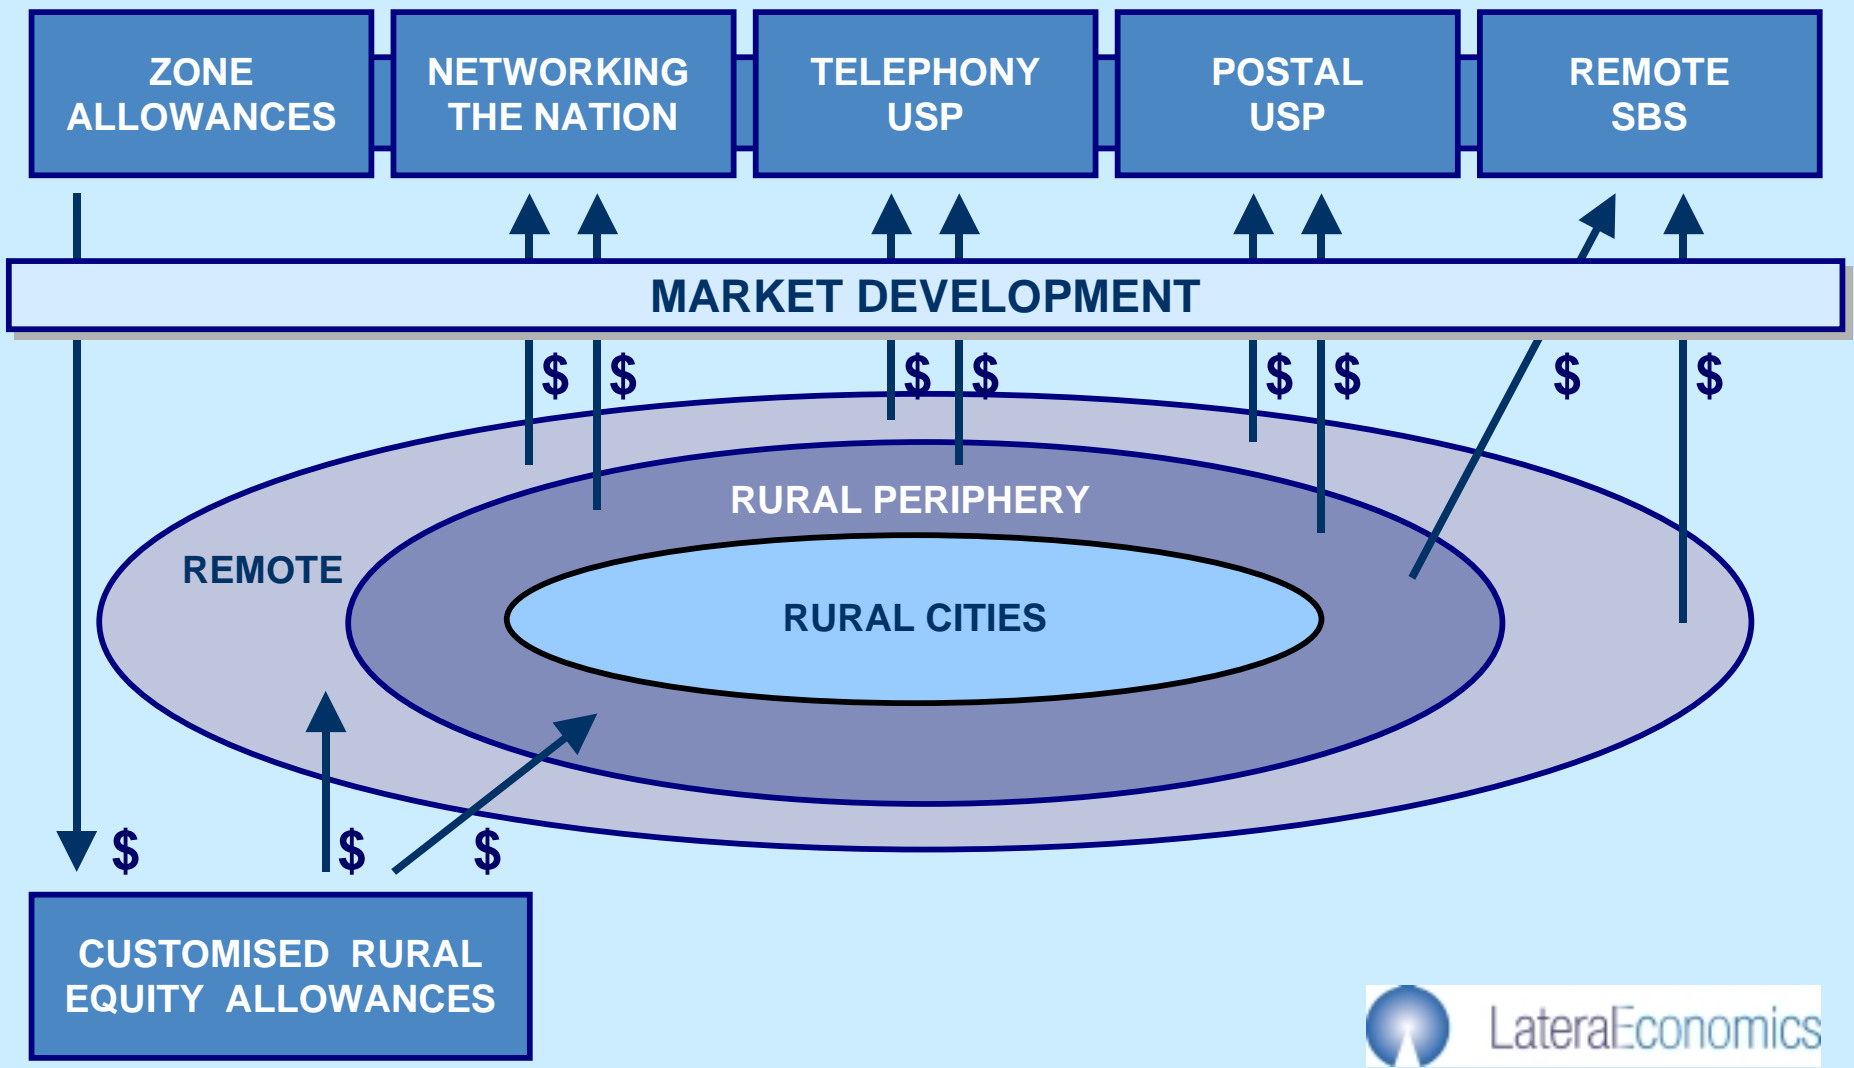 ZONE
ALLOWANCES
NETWORKING
THE NATION
TELEPHONY
USP
POSTAL
USP
REMOTE
SBS
MARKET DEVELOPMENT
$ $ $ $ $ $ $ $
RURAL PERIPHERY
REMOTE
RURAL CITIES
$ $ $
CUSTOMISED RURAL
EQUITY ALLOWANCES
LateralEconomics